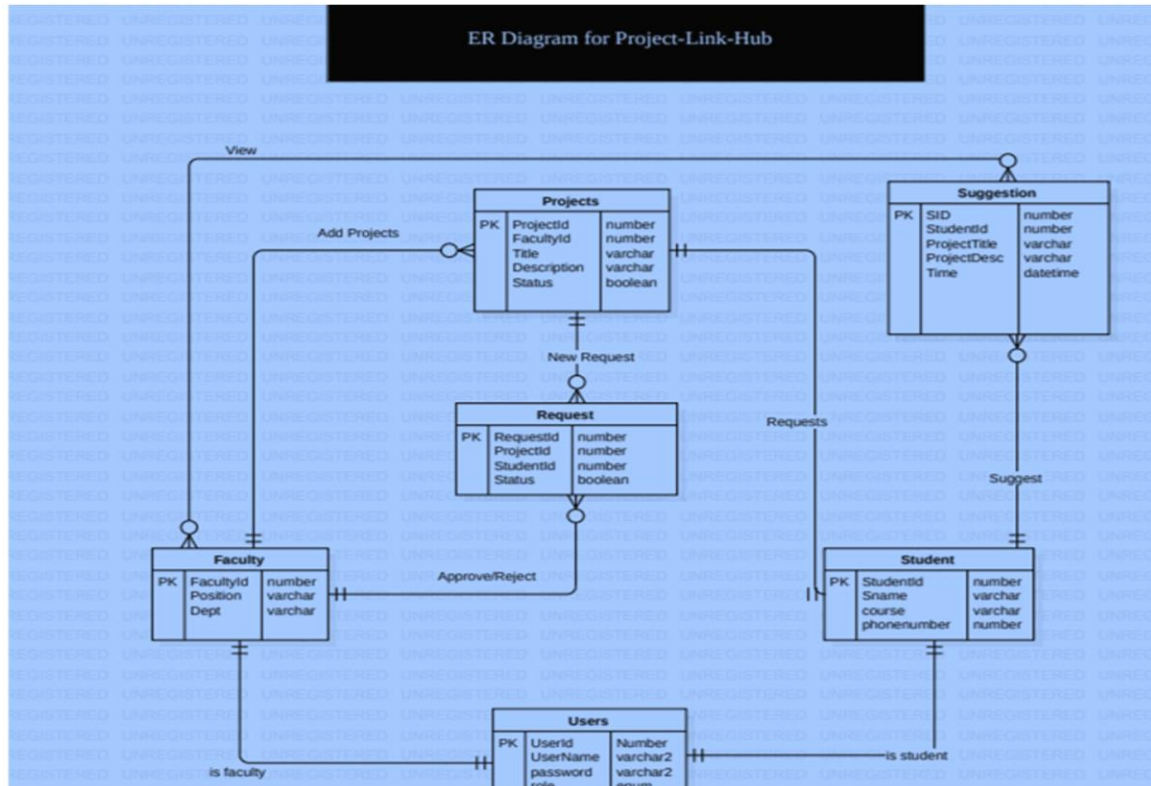 ER Diagram for Project-Link-Hub
View
Suggestion
PK SID number
StudentId number
ProjectTitle varchar
ProjectDesc varchar
Time datetime
Projects
PK ProjectId number
FacultyId number
Title varchar
Description varchar
Status boolean
Add Projects
New Request
Request
PK RequestId number
ProjectId number
StudentId number
Status boolean
Requests
Suggest
Faculty
PK FacultyId number
Position varchar
Dept varchar
Approve/Reject
Student
PK StudentId number
Sname varchar
course varchar
phonenumber number
Users
PK UserId Number
UserName varchar2
password varchar2
role enum
is faculty
is student
UNREGISTERED